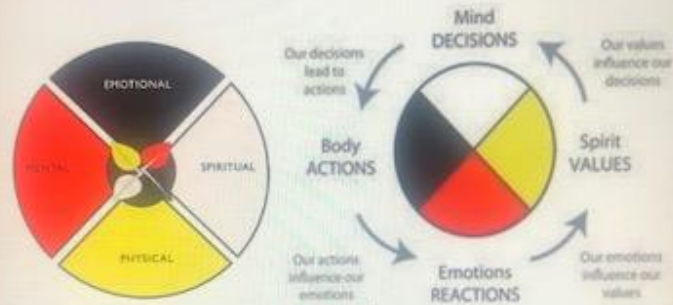 EMOTIONAL
MENTAL
SPIRITUAL
PHYSICAL
Mind
DECISIONS
Our decisions
lead to
actions
Our values
influence our
decisions
Body
ACTIONS
Spirit
VALUES
Our actions
influence our
emotions
Emotions
REACTIONS
Our emotions
influence our
values